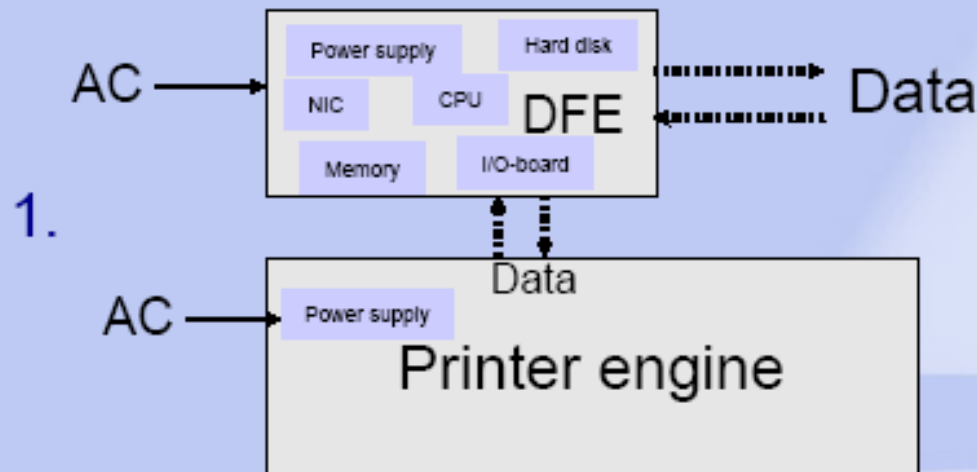 Power supply
Hard disk
AC
NIC
CPU
DFE
Data
Memory
I/O-board
1.
Data
AC
Power supply
Printer engine